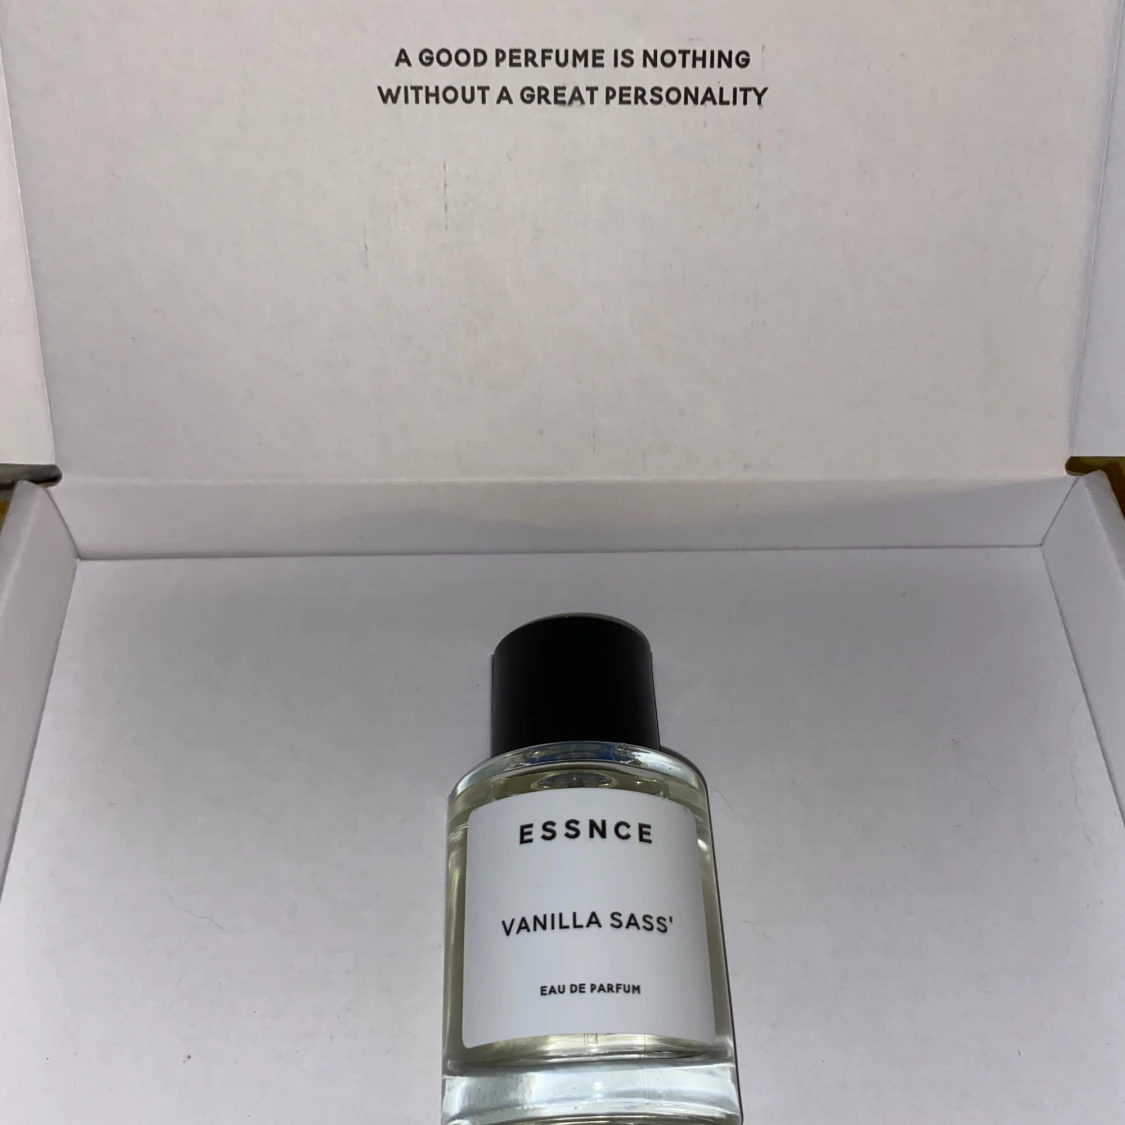 A GOOD PERFUME IS NOTHING
WITHOUT A GREAT PERSONALITY
ESSNCE
VANILLA SASS'
EAU DE PARFUM